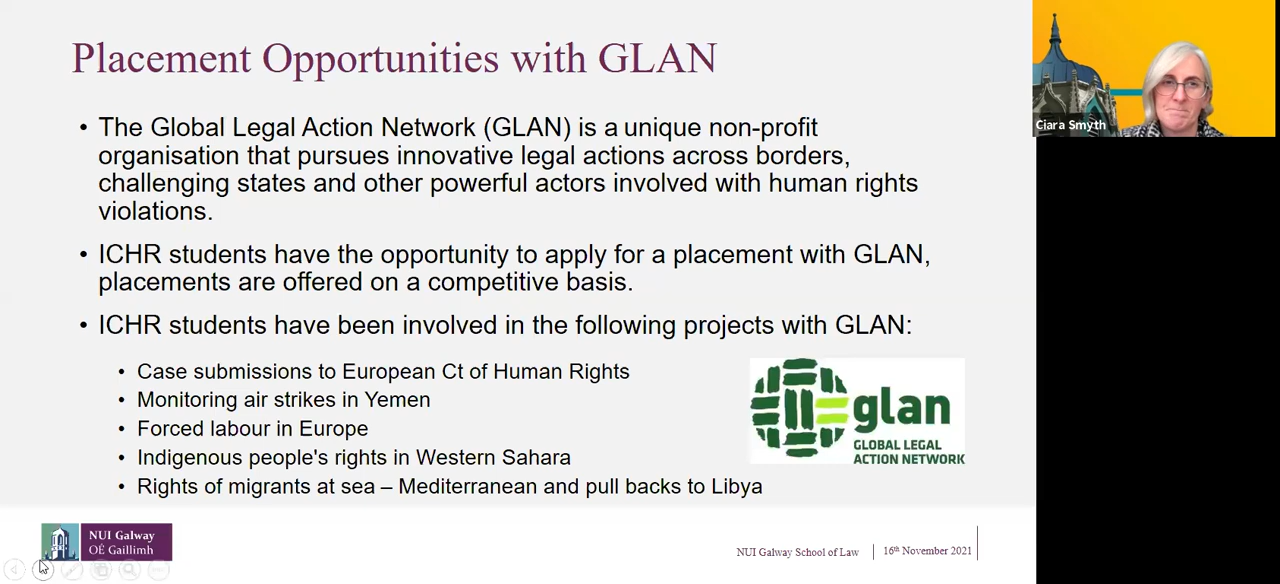 Placement Opportunities with GLAN
• The Global Legal Action Network (GLAN) is a unique non-profit
organisation that pursues innovative legal actions across borders,
challenging states and other powerful actors involved with human rights
violations.
• ICHR students have the opportunity to apply for a placement with GLAN,
placements are offered on a competitive basis.
• ICHR students have been involved in the following projects with GLAN:
• Case submissions to European Ct of Human Rights
• Monitoring air strikes in Yemen
• Forced labour in Europe
• Indigenous people's rights in Western Sahara
• Rights of migrants at sea – Mediterranean and pull backs to Libya
glan
GLOBAL LEGAL
ACTION NETWORK
NUI Galway
OÉ Gaillimh
NUI Galway School of Law
16th November 2021
Ciara Smyth